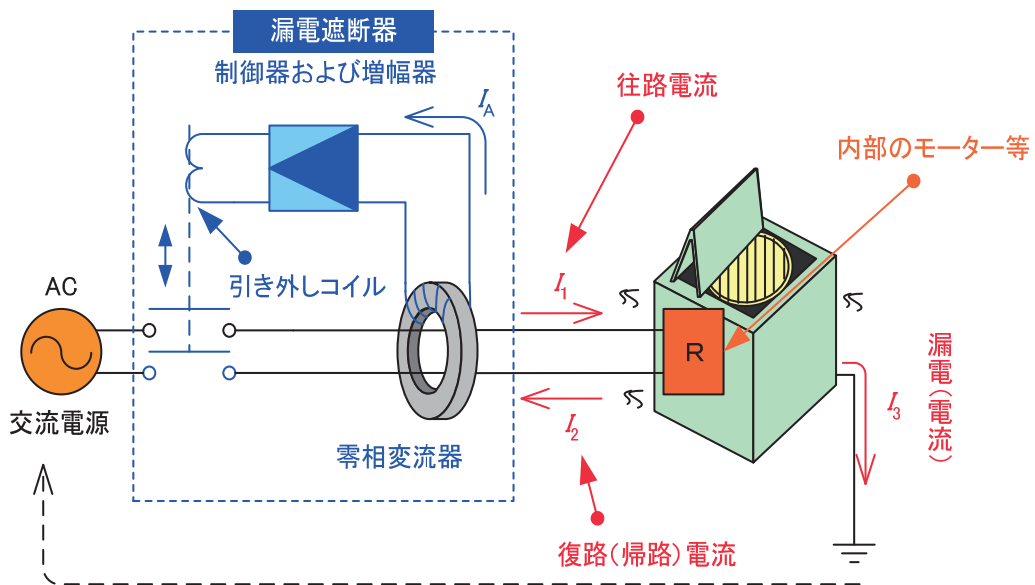 漏電遮断器
制御器および増幅器
IA
往路電流
内部のモーター等
引き外しコイル
AC
I1
R
漏電(電流)
I3
I2
交流電源
零相変流器
復路(帰路)電流